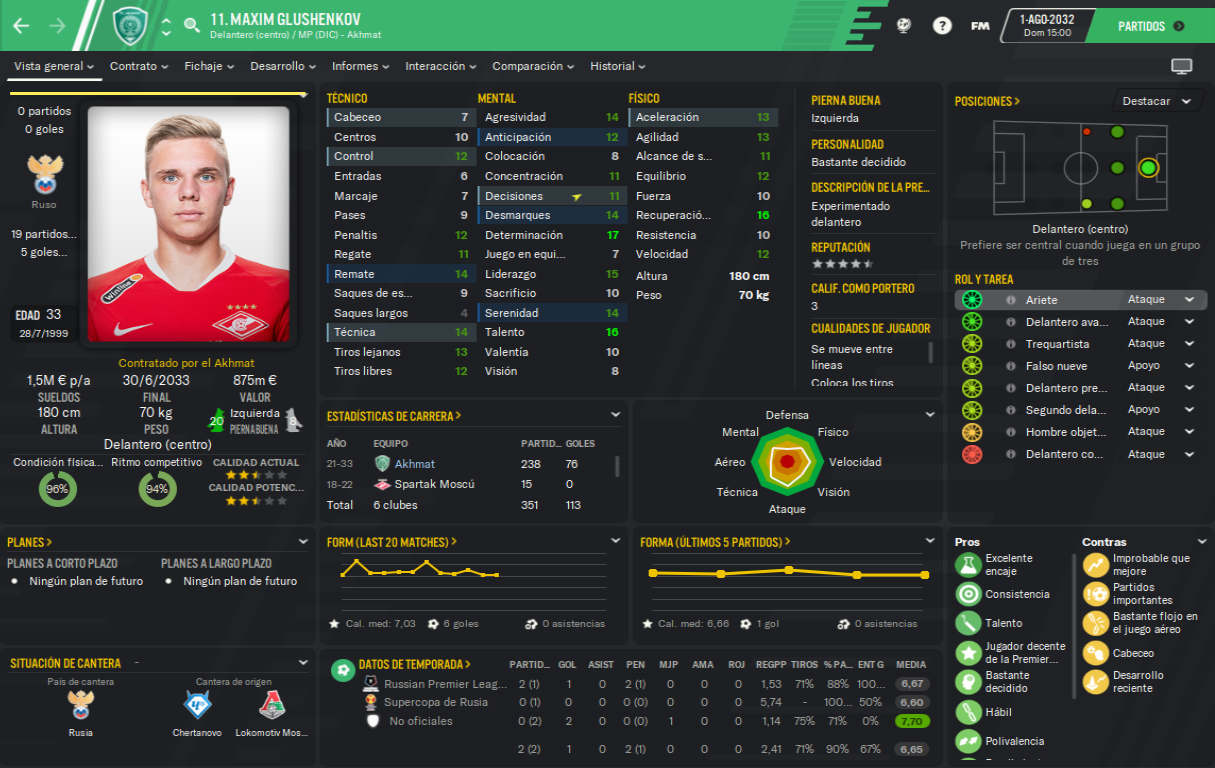 11. MAXIM GLUSHENKOV
Delantero (centro) / MP (DIC) - Akhmat
FM
1-AGO-2032
Dom 15:00
PARTIDOS
Vista general Contrato Fichaje Desarrollo Informes Interacción Comparación Historial
0 partidos
0 goles
Ruso
19 partidos...
5 goles...
EDAD 33
28/7/1999
winline
Contratado por el Akhmat
1,5M € p/a 30/6/2033 875m €
SUELDOS FINAL VALOR
180 cm 70 kg 20 Izquierda 8
ALTURA PESO PIERNA BUENA
Delantero (centro)
Condición física... Ritmo competitivo CALIDAD ACTUAL
96% 94%
CALIDAD POTENC...
TÉCNICO
Cabeceo 7
Centros 10
Control 12
Entradas 6
Marcaje 7
Pases 9
Penaltis 12
Regate 11
Remate 14
Saques de es... 9
Saques largos 4
Técnica 14
Tiros lejanos 13
Tiros libres 12
MENTAL
Agresividad 14
Anticipación 12
Colocación 8
Concentración 11
Decisiones 11
Desmarques 14
Determinación 17
Juego en equi... 7
Liderazgo 15
Sacrificio 10
Serenidad 14
Talento 16
Valentía 10
Visión 8
FÍSICO
Aceleración 13
Agilidad 13
Alcance de s... 11
Equilibrio 12
Fuerza 10
Recuperació... 16
Resistencia 10
Velocidad 12
Altura 180 cm
Peso 70 kg
PIERNA BUENA
Izquierda
PERSONALIDAD
Bastante decidido
DESCRIPCIÓN DE LA PRE...
Experimentado
delantero
REPUTACIÓN
CALIF. COMO PORTERO
3
CUALIDADES DE JUGADOR
Se mueve entre
líneas
Coloca los tiros
POSICIONES
Destacar
Delantero (centro)
Prefiere ser central cuando juega en un grupo
de tres
ROL Y TAREA
Ariete Ataque
Delantero ava... Ataque
Trequartista Ataque
Falso nueve Apoyo
Delantero pre... Ataque
Segundo dela... Apoyo
Hombre objet... Ataque
Delantero co... Ataque
ESTADÍSTICAS DE CARRERA
AÑO EQUIPO PARTID... GOLES
21-33 Akhmat 238 76
18-22 Spartak Moscú 15 0
Total 6 clubes 351 113
Defensa
Mental Físico
Aéreo Velocidad
Técnica Visión
Ataque
PLANES
PLANES A CORTO PLAZO PLANES A LARGO PLAZO
Ningún plan de futuro Ningún plan de futuro
FORM (LAST 20 MATCHES)
Cal. med: 7,03 6 goles 0 asistencias
FORMA (ÚLTIMOS 5 PARTIDOS)
Cal. med: 6,66 1 gol 0 asistencias
Pros Contras
Excelente
encaje
Consistencia
Talento
Jugador decente
de la Premier...
Bastante
decidido
Hábil
Polivalencia
Improbable que
mejore
Partidos
importantes
Bastante flojo en
el juego aéreo
Cabeceo
Desarrollo
reciente
SITUACIÓN DE CANTERA -
País de cantera Cantera de origen
Rusia Chertanovo Lokomotiv Mos...
DATOS DE TEMPORADA PARTID... GOL ASIST PEN MJP AMA ROJ REGPP TIROS % PA... ENT G MEDIA
Russian Premier Leag... 2 (1) 1 0 2 (1) 0 0 0 1,53 71% 88% 100... 6,67
Supercopa de Rusia 0 (1) 0 0 0 (0) 0 0 0 5,74 - 100... 50% 6,60
No oficiales 0 (2) 2 0 0 (0) 1 0 0 1,14 75% 71% 0% 7,70
2 (2) 1 0 2 (1) 0 0 0 2,41 71% 90% 67% 6,65